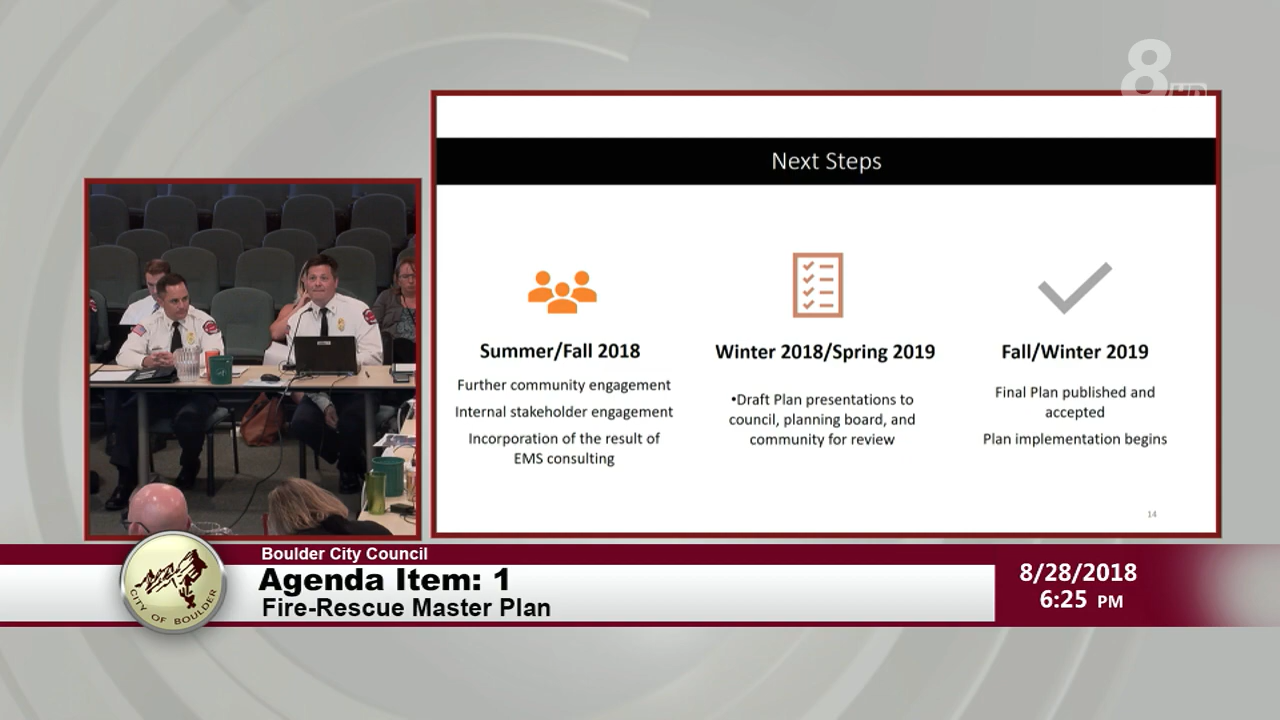 8
HD
Next Steps
Summer/Fall 2018
Further community engagement
Internal stakeholder engagement
Incorporation of the result of
EMS consulting
Winter 2018/Spring 2019
•Draft Plan presentations to
council, planning board, and
community for review
Fall/Winter 2019
Final Plan published and
accepted
Plan implementation begins
14
Boulder City Council
Agenda Item: 1
Fire-Rescue Master Plan
CITY OF BOULDER
8/28/2018
6:25 PM